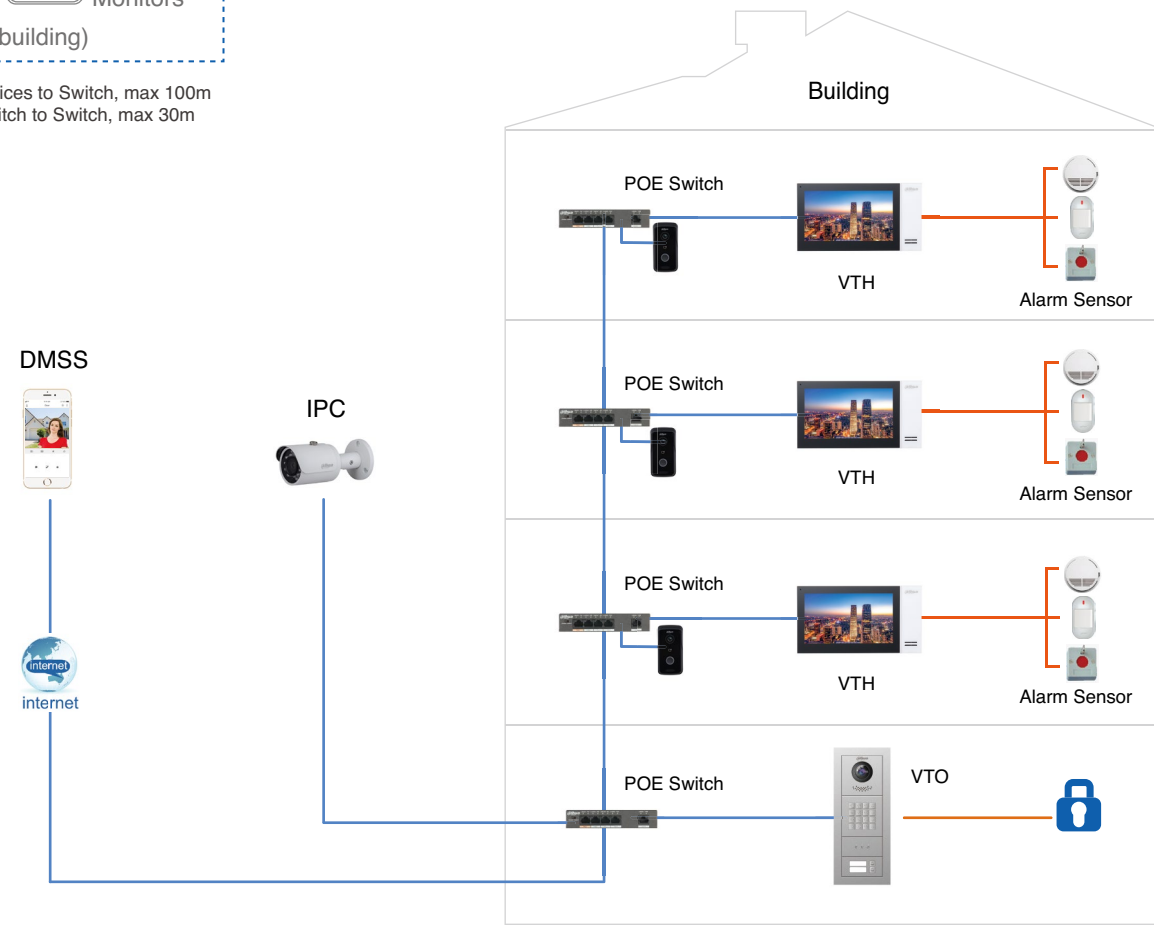 Monitors
building)
ices to Switch, max 100m
itch to Switch, max 30m
Building
POE Switch
VTH
Alarm Sensor
DMSS
IPC
POE Switch
VTH
Alarm Sensor
POE Switch
VTH
Alarm Sensor
internet
internet
POE Switch
VTO